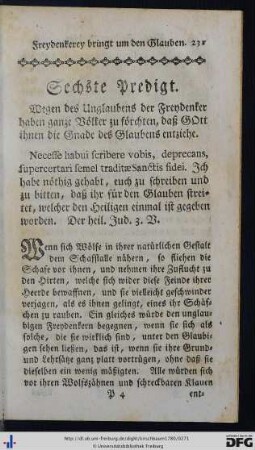 Freydenkerey bringt um den Glauben. 231
Sechste Predigt.
Wegen des Unglaubens der Freydenker
haben ganze Völker zu förchten, daß GOtt
ihnen die Gnade des Glaubens entziehe.
Necesse habui scribere vobis, deprecans,
supercertari semel traditæ Sanctis fidei. Ich
habe nöthig gehabt, euch zu schreiben und
zu bitten, daß ihr für den Glauben strei-
tet, welcher den Heiligen einmal ist gegeben
worden. Der heil. Jud. 3. V.
Wenn sich Wölfe in ihrer natürlichen Gestalt
dem Schafstalle nähern, so fliehen die
Schafe vor ihnen, und nehmen ihre Zuflucht zu
den Hirten, welche sich wider diese Feinde ihrer
Heerde bewaffnen, und sie vielleicht geschwinder
verjagen, als es ihnen gelingt, eines ihr Schäf-
chen zu rauben. Ein gleiches würde den unglau-
bigen Freydenkern begegnen, wenn sie sich als
solche, die sie wirklich sind, unter den Glaubi-
gen sehen ließen, das ist, wenn sie ihre Grund-
und Lehrsätze ganz platt vortrügen, ohne daß sie
dieselben ein wenig mäßigten. Alle würden sich
vor ihren Wolfszähnen und schreckbaren Klauen
P 4 ent-
© Universitätsbibliothek Freiburg
gefördert durch
DFG